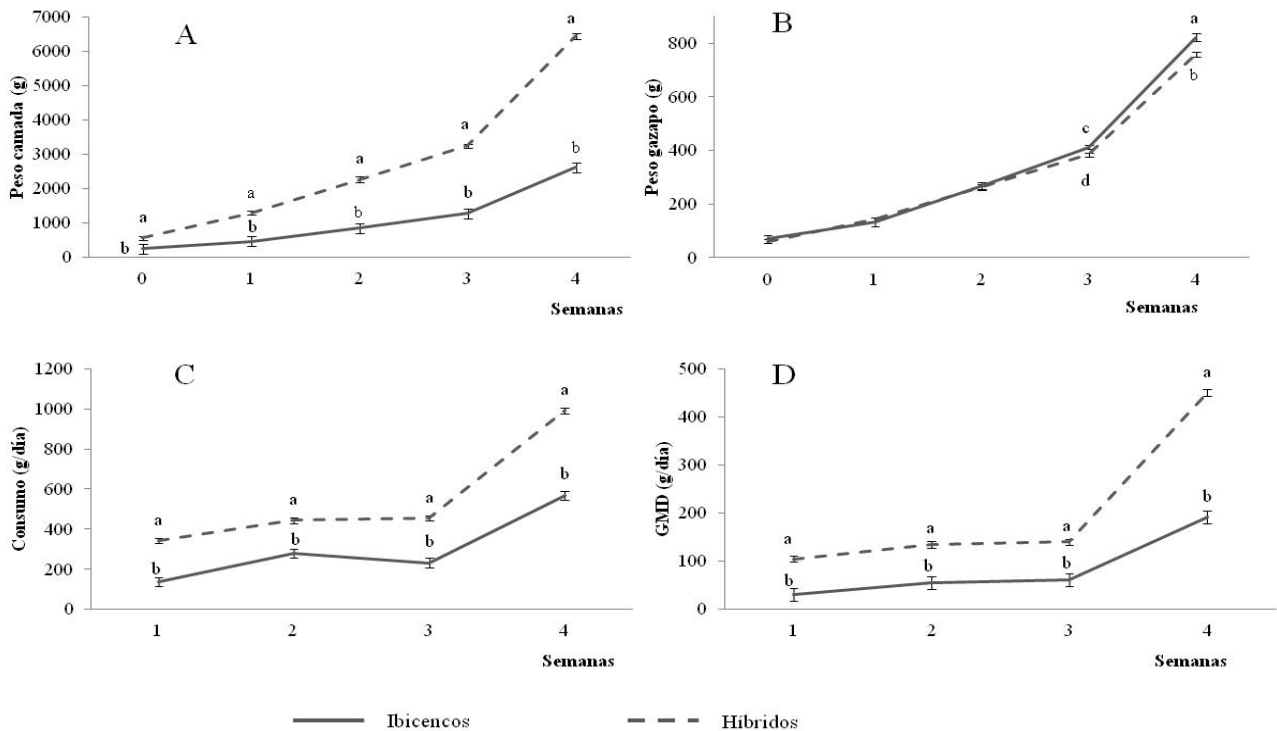 A
Peso camada (g)
7000
6000
5000
4000
3000
2000
1000
0
a
a
a
a
a
b
b
b
b
b
0 1 2 3 4
Semanas
B
Peso gazapo (g)
800
600
400
200
0
a
b
c
d
0 1 2 3 4
Semanas
C
Consumo (g/día)
1200
1000
800
600
400
200
0
a
a
a
a
b
b
b
b
1 2 3 4
Semanas
D
GMD (g/día)
500
400
300
200
100
0
a
a
a
a
b
b
b
b
1 2 3 4
Semanas
Ibicencos Híbridos